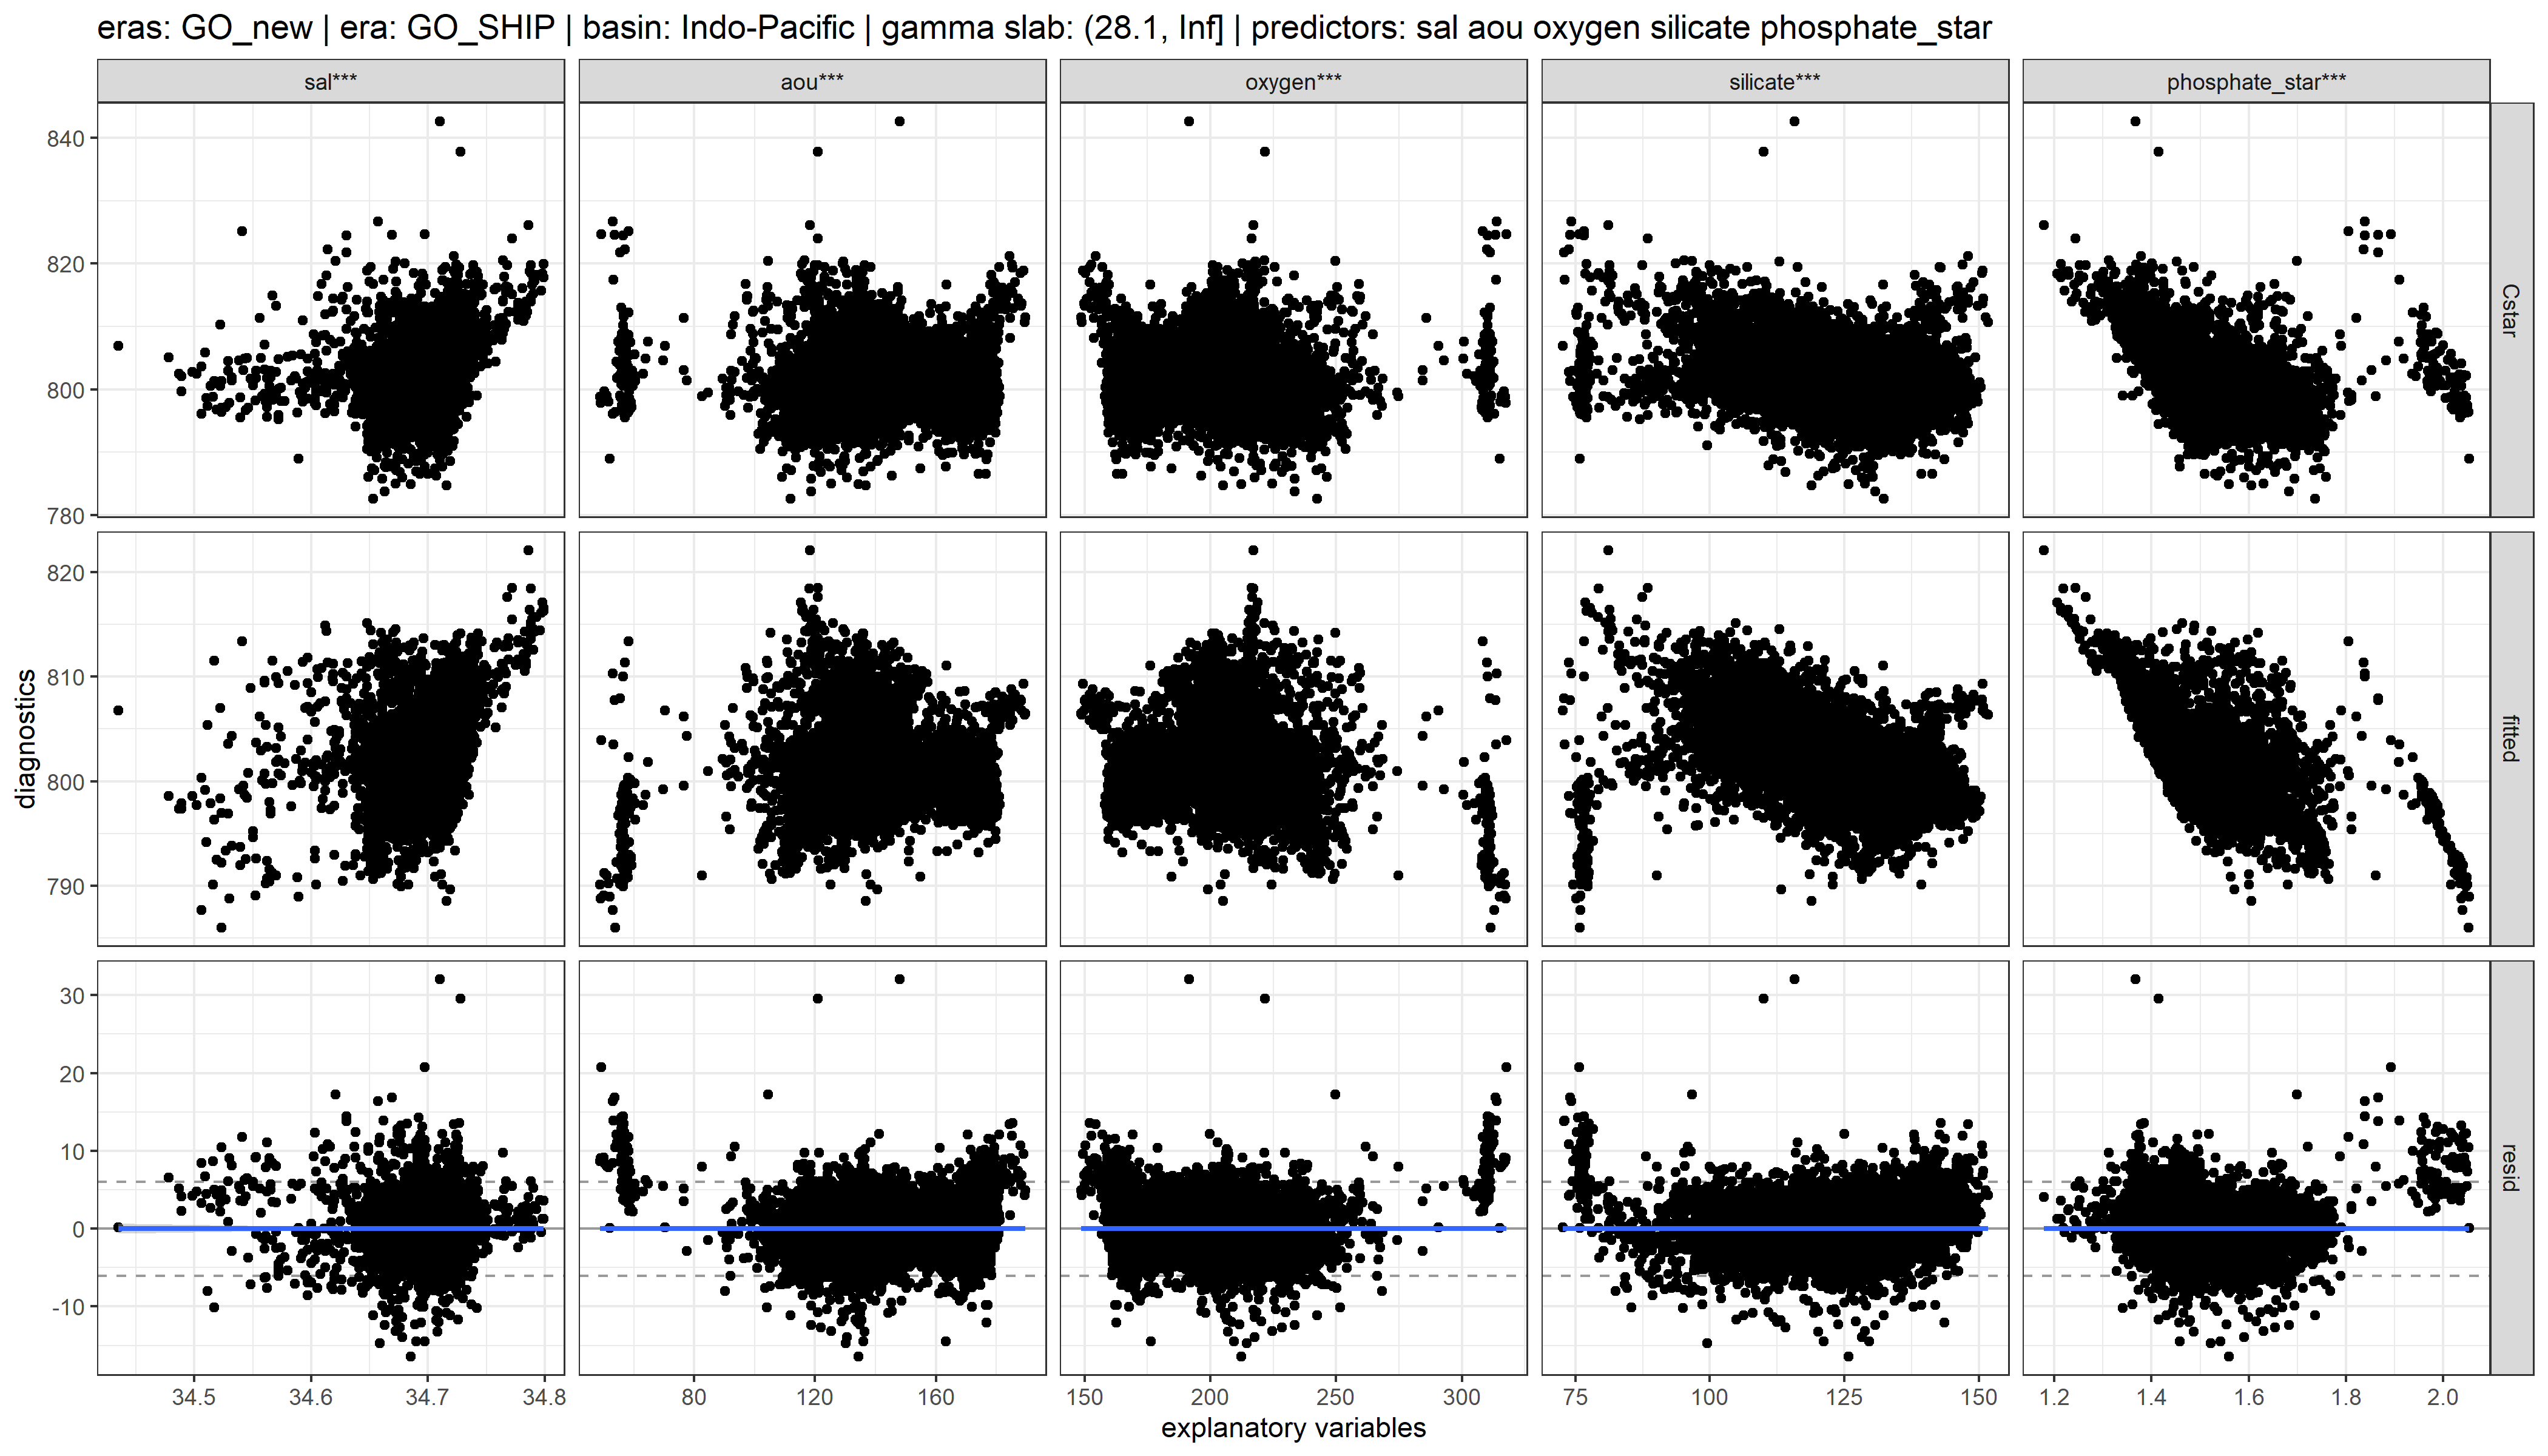 eras: GO_new | era: GO_SHIP | basin: Indo-Pacific | gamma slab: (28.1, Inf] | predictors: sal aou oxygen silicate phosphate_star
sal*** aou*** oxygen*** silicate*** phosphate_star***
840
820
800
780
Cstar
820
810
800
790
fitted
30
20
10
0
-10
resid
diagnostics
34.5 34.6 34.7 34.8 80 120 160 150 200 250 300 75 100 125 150 1.2 1.4 1.6 1.8 2.0
explanatory variables